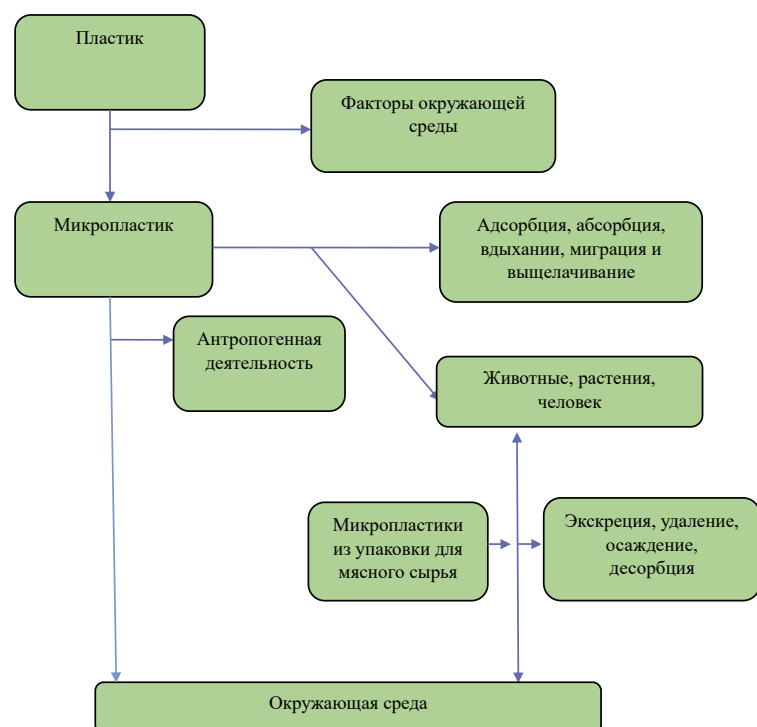 Пластик
Факторы окружающей
среды
Микропластик
Адсорбция, абсорбция,
вдыхании, миграция и
выщелачивание
Антропогенная
деятельность
Животные, растения,
человек
Микропластики
из упаковки для
мясного сырья
Экскреция, удаление,
осаждение,
десорбция
Окружающая среда